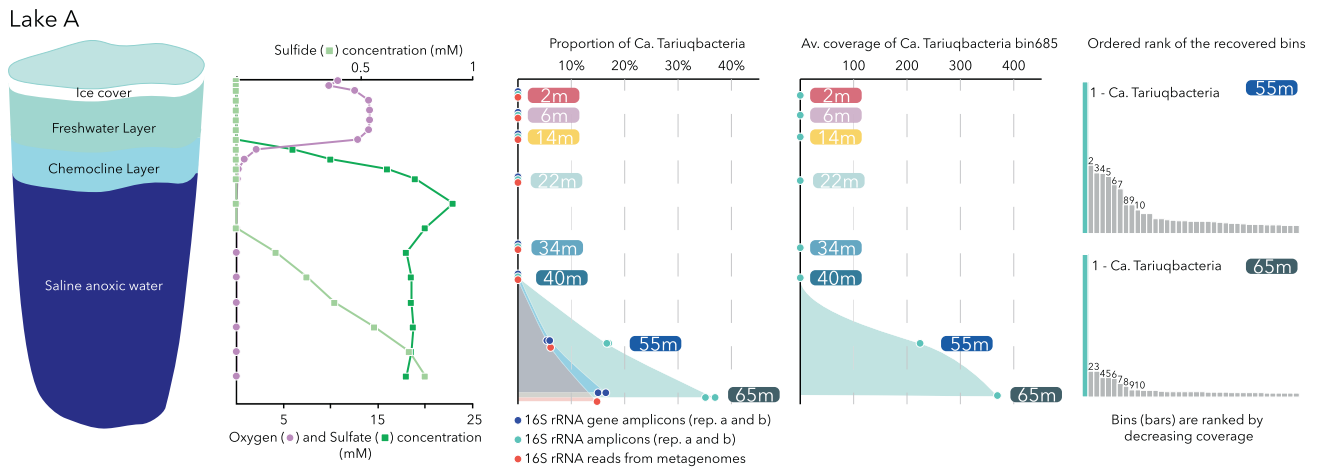 Lake A
Ice cover
Freshwater Layer
Chemocline Layer
Saline anoxic water
Sulfide ( ) concentration (mM)
0.5 1
5 15 25
Oxygen ( ) and Sulfate ( ) concentration
(mM)
Proportion of Ca. Tariuqbacteria
10% 20% 30% 40%
2m
6m
14m
22m
34m
40m
55m
65m
16S rRNA gene amplicons (rep. a and b)
16S rRNA amplicons (rep. a and b)
16S rRNA reads from metagenomes
Av. coverage of Ca. Tariuqbacteria bin685
100 200 300 400
2m
6m
14m
22m
34m
40m
55m
65m
Ordered rank of the recovered bins
1 - Ca. Tariuqbacteria 55m
2 3 4 5 6 7 8 9 10
1 - Ca. Tariuqbacteria 65m
2 3 4 5 6 7 8 9 10
Bins (bars) are ranked by
decreasing coverage